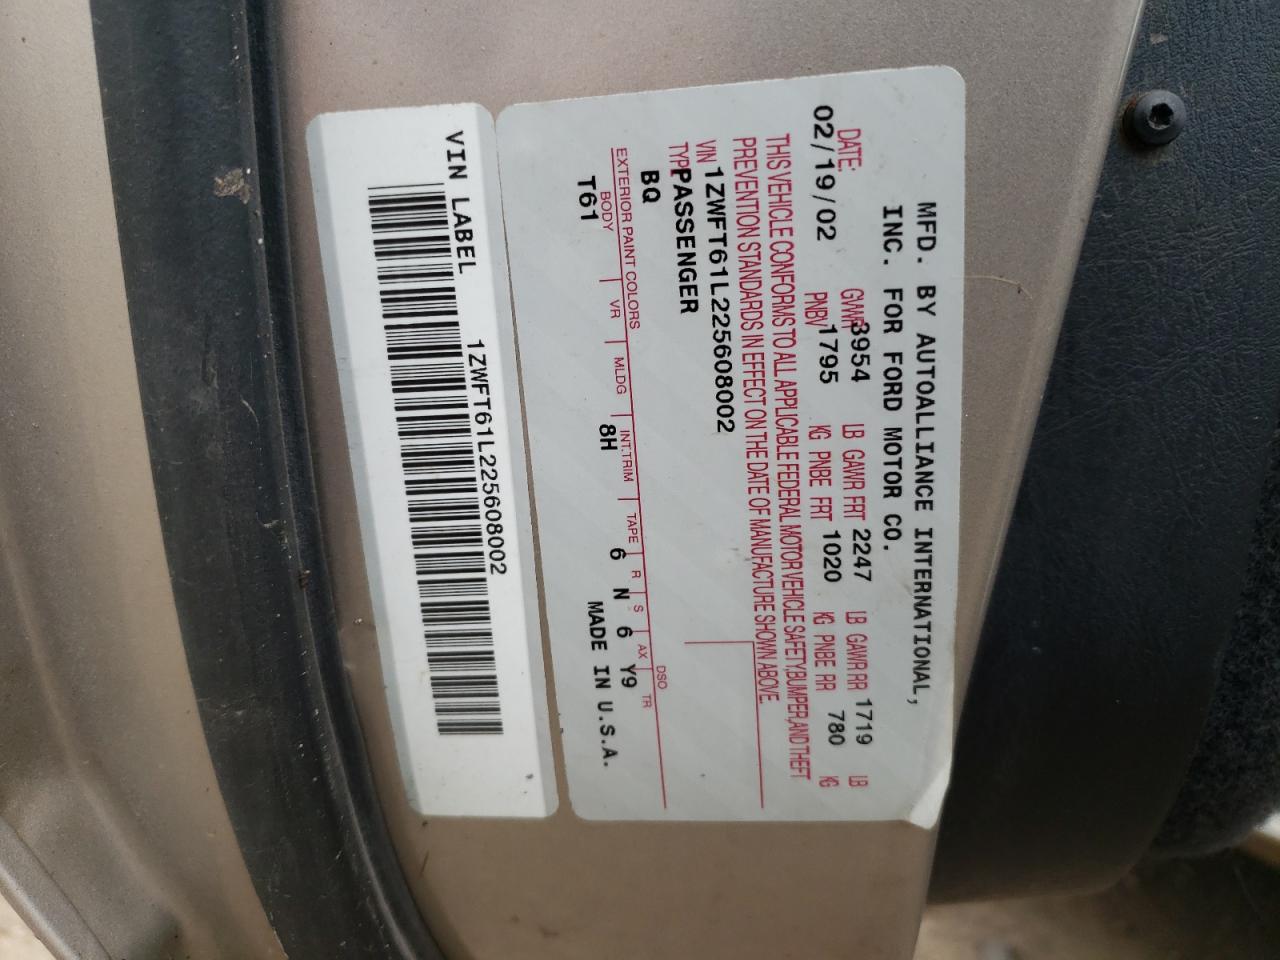 MFD. BY AUTOALLIANCE INTERNATIONAL,
INC. FOR FORD MOTOR CO.
DATE: GVWR 3954 LB GAWR FRT 2247 LB GAWR RR 1719 LB
02/19/02 PNBV 1795 KG PNBE FRT 1020 KG PNBE RR 780 KG
THIS VEHICLE CONFORMS TO ALL APPLICABLE FEDERAL MOTOR VEHICLE SAFETY, BUMPER, AND THEFT
PREVENTION STANDARDS IN EFFECT ON THE DATE OF MANUFACTURE SHOWN ABOVE.
VIN 1ZWFT61L225608002
TYPE PASSENGER
BQ
EXTERIOR PAINT COLORS DSO
BODY VR MLDG INT.TRIM TAPE R S AX TR
T61 8H 6 N 6 Y9
MADE IN U.S.A.
VIN LABEL 1ZWFT61L225608002